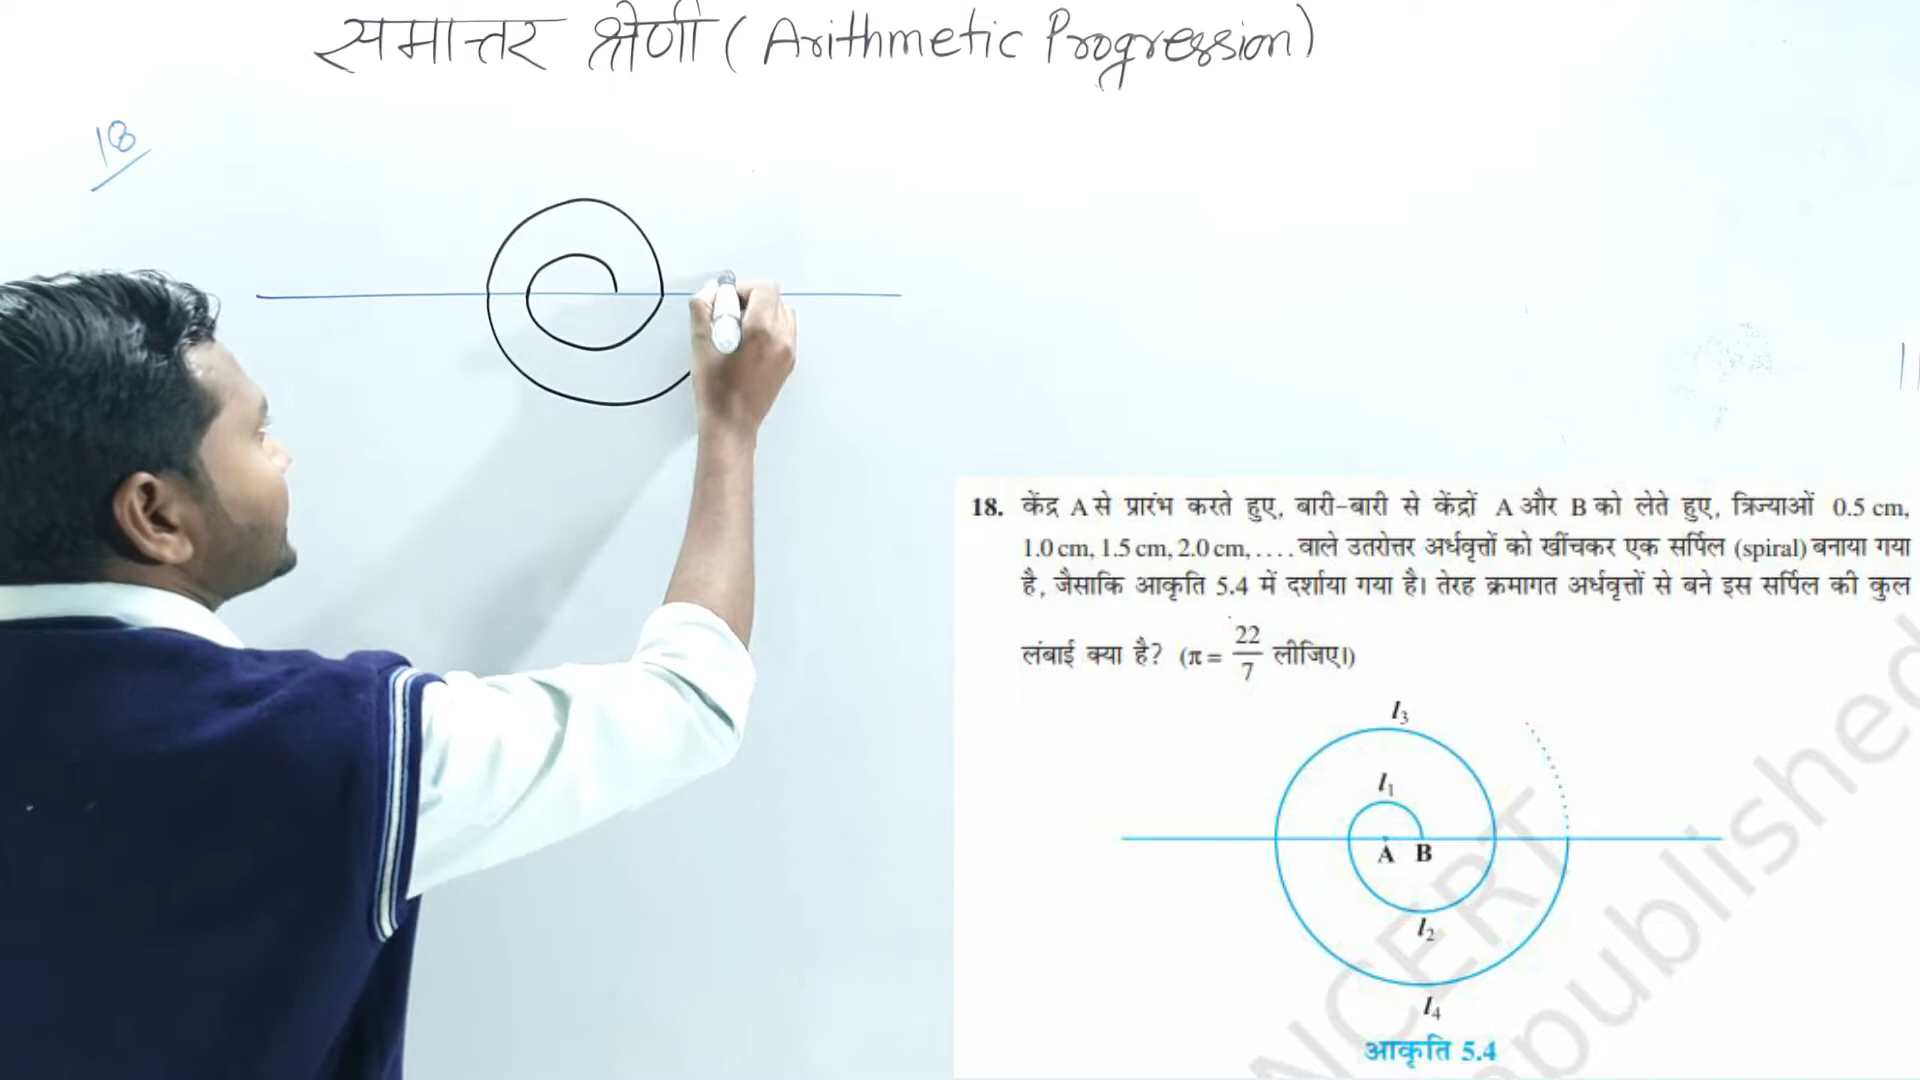 समान्तर श्रेणी ( Arithmetic Progression)
18
18. केंद्र A से प्रारंभ करते हुए, बारी-बारी से केंद्रों A और B को लेते हुए, त्रिज्याओं 0.5 cm,
1.0 cm, 1.5 cm, 2.0 cm, .... वाले उतरोत्तर अर्धवृत्तों को खींचकर एक सर्पिल (spiral) बनाया गया
है, जैसाकि आकृति 5.4 में दर्शाया गया है। तेरह क्रमागत अर्धवृत्तों से बने इस सर्पिल की कुल
लंबाई क्या है? (π = 22/7 लीजिए।)
l₃
l₁
A B
l₂
l₄
आकृति 5.4
NCERT